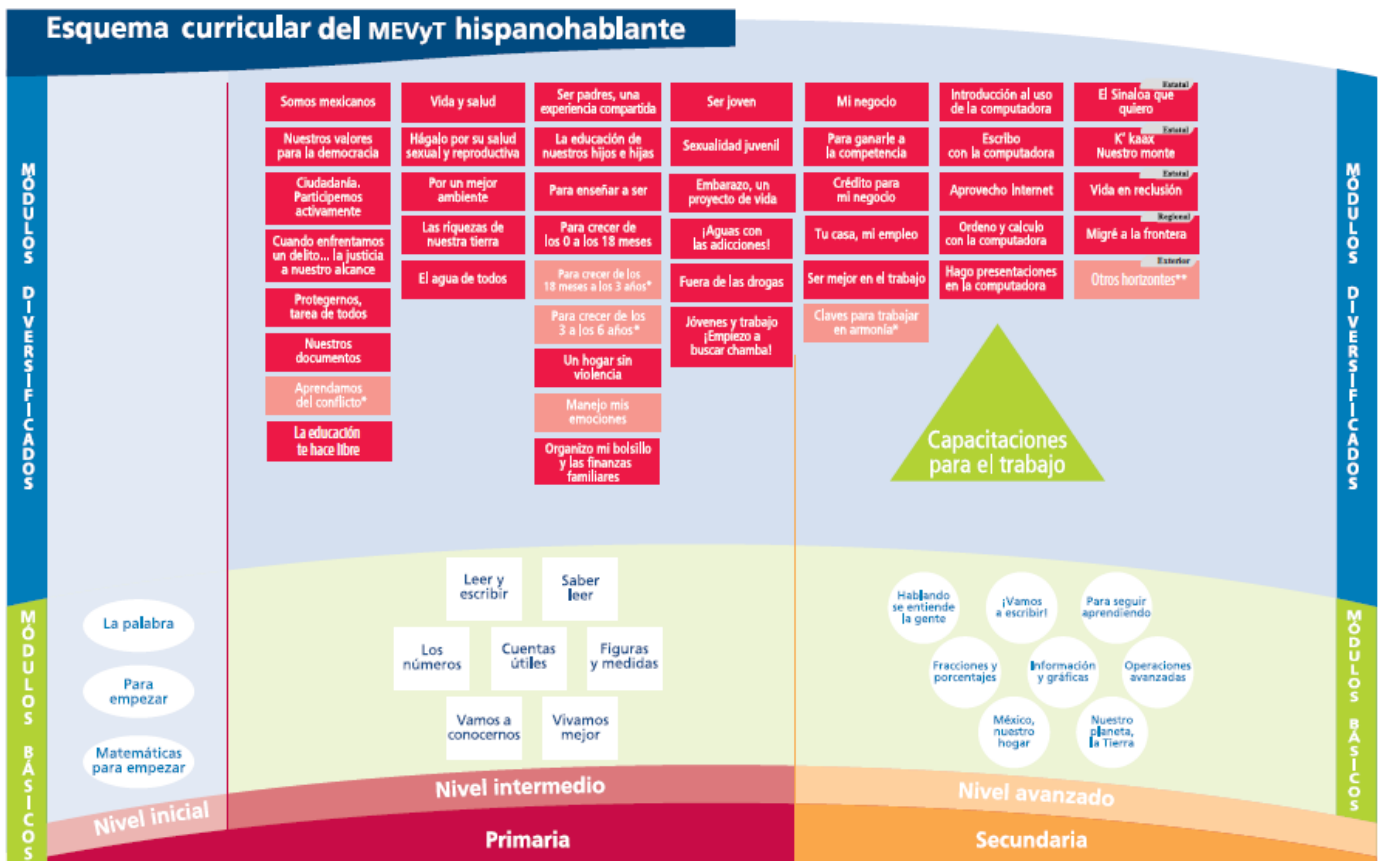 Esquema curricular del MEVyT hispanohablante
MÓDULOS DIVERSIFICADOS
MÓDULOS BÁSICOS
Somos mexicanos
Nuestros valores
para la democracia
Ciudadanía.
Participemos
activamente
Cuando enfrentamos
un delito... la justicia
a nuestro alcance
Protegernos,
tarea de todos
Nuestros
documentos
Aprendamos
del conflicto*
La educación
te hace libre
Vida y salud
Hágalo por su salud
sexual y reproductiva
Por un mejor
ambiente
Las riquezas de
nuestra tierra
El agua de todos
Ser padres, una
experiencia compartida
La educación de
nuestros hijos e hijas
Para enseñar a ser
Para crecer de
los 0 a los 18 meses
Para crecer de los
18 meses a los 3 años*
Para crecer de los
3 a los 6 años*
Un hogar sin
violencia
Manejo mis
emociones
Organizo mi bolsillo
y las finanzas
familiares
Ser joven
Sexualidad juvenil
Embarazo, un
proyecto de vida
¡Aguas con
las adicciones!
Fuera de las drogas
Jóvenes y trabajo
¡Empiezo a
buscar chamba!
Mi negocio
Para ganarle a
la competencia
Crédito para
mi negocio
Tu casa, mi empleo
Ser mejor en el trabajo
Claves para trabajar
en armonía*
Introducción al uso
de la computadora
Escribo
con la computadora
Aprovecho Internet
Ordeno y calculo
con la computadora
Hago presentaciones
en la computadora
Estatal
El Sinaloa que
quiero
Estatal
K' kaax
Nuestro monte
Estatal
Vida en reclusión
Regional
Migré a la frontera
Exterior
Otros horizontes**
Capacitaciones
para el trabajo
La palabra
Para
empezar
Matemáticas
para empezar
Leer y
escribir
Saber
leer
Los
números
Cuentas
útiles
Figuras
y medidas
Vamos a
conocernos
Vivamos
mejor
Hablando
se entiende
la gente
¡Vamos
a escribir!
Para seguir
aprendiendo
Fracciones y
porcentajes
Información
y gráficas
Operaciones
avanzadas
México,
nuestro
hogar
Nuestro
planeta,
la Tierra
MÓDULOS DIVERSIFICADOS
MÓDULOS BÁSICOS
Nivel inicial
Nivel intermedio
Nivel avanzado
Primaria
Secundaria